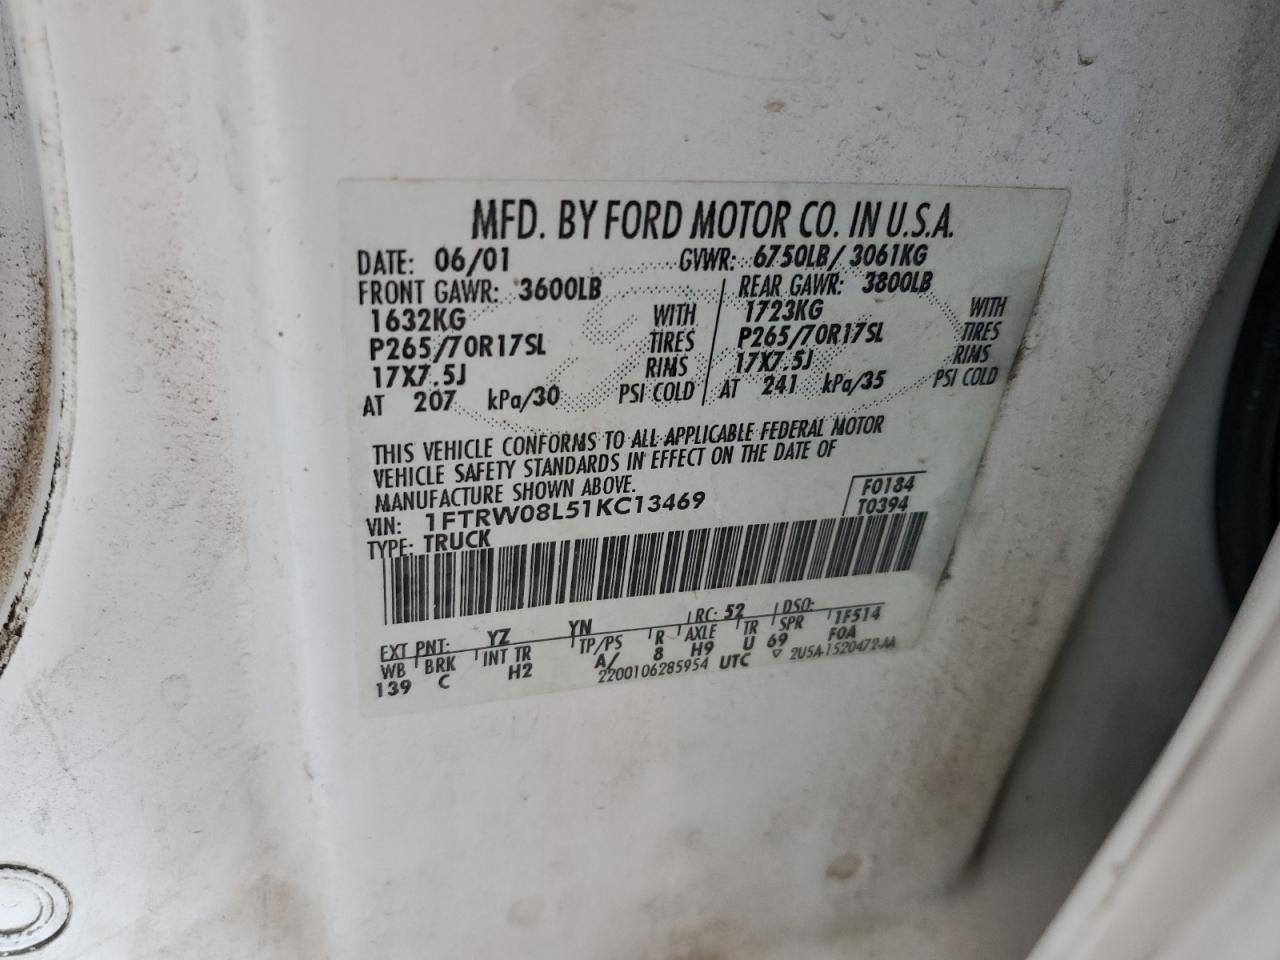 MFD. BY FORD MOTOR CO. IN U.S.A.
DATE: 06/01 GVWR: 6750LB/ 3061KG
FRONT GAWR: 3600LB REAR GAWR: 3800LB
1632KG WITH 1723KG WITH
P265/70R17SL TIRES P265/70R17SL TIRES
17X7.5J RIMS 17X7.5J RIMS
AT 207 kPa/30 PSI COLD AT 241 kPa/35 PSI COLD
THIS VEHICLE CONFORMS TO ALL APPLICABLE FEDERAL MOTOR
VEHICLE SAFETY STANDARDS IN EFFECT ON THE DATE OF
MANUFACTURE SHOWN ABOVE.
VIN: 1FTRW08L51KC13469 F0184
TYPE: TRUCK T0394
EXT PNT: YZ YN RC: 52 DSO:
WB BRK INT TR TP/PS R AXLE TR SPR 1F514
139 C H2 A/ 8 H9 U 69 FOA
2200106285954 UTC ▽ 2U5A-1520472-AA